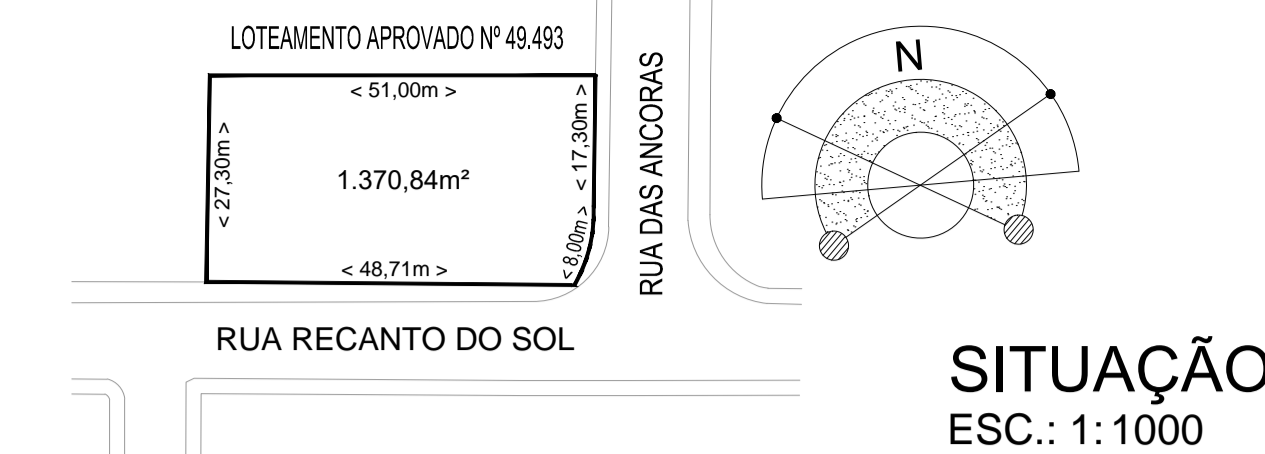 LOTEAMENTO APROVADO Nº 49.493
N
< 51,00m >
< 27,30m >
1.370,84m²
< 17,30m >
RUA DAS ANCORAS
< 8,00m >
< 48,71m >
RUA RECANTO DO SOL
SITUAÇÃO
ESC.: 1:1000